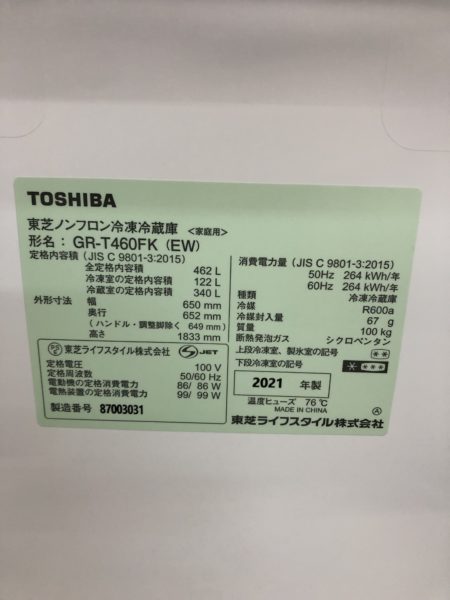 TOSHIBA
東芝ノンフロン冷凍冷蔵庫 <家庭用>
形名: GR-T460FK (EW)
定格内容積 (JIS C 9801-3:2015)
全定格内容積 462 L
冷凍室の定格内容積 122 L
冷蔵室の定格内容積 340 L
外形寸法 幅 650 mm
奥行 652 mm
(ハンドル・調整脚除く 649 mm)
高さ 1833 mm
PSE 東芝ライフスタイル株式会社 S-JET
定格電圧 100 V
定格周波数 50/60 Hz
電動機の定格消費電力 86/ 86 W
電熱装置の定格消費電力 99/ 99 W
製造番号 87003031
消費電力量 (JIS C 9801-3:2015)
50Hz 264 kWh/年
60Hz 264 kWh/年
種類 冷凍冷蔵庫
冷媒 R600a
冷媒封入量 67 g
質量 100 kg
断熱発泡ガス シクロペンタン
上段冷凍室、製氷室の記号 **
下段冷凍室の記号 * ***
2021 年製
温度ヒューズ 76℃
MADE IN CHINA A
東芝ライフスタイル株式会社